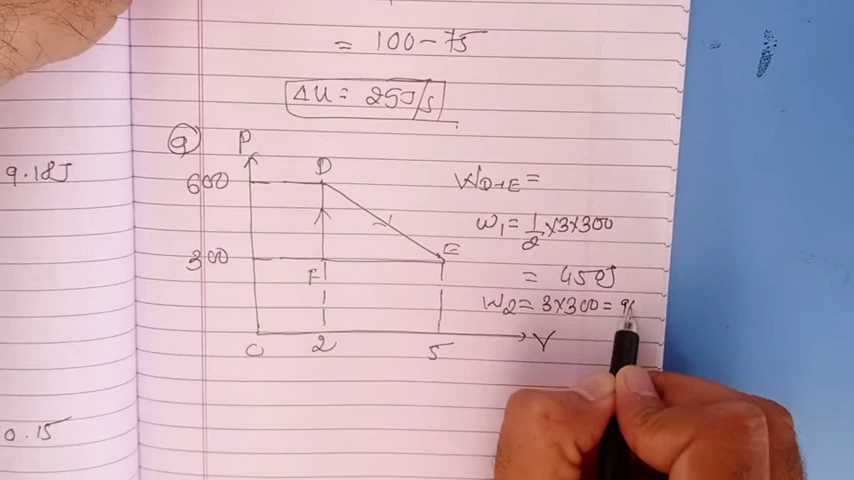 = 100 - 75
ΔU = 25J/s
9.18J
9
P
600
D
W D→E =
W1 = 1/2 × 3 × 300
300
E
F
= 450J
W2 = 3×300 = 9
0
2
5
V
0.15